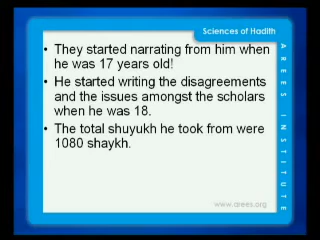 Sciences of Hadith
• They started narrating from him when
he was 17 years old!
• He started writing the disagreements
and the issues amongst the scholars
when he was 18.
• The total shuyukh he took from were
1080 shaykh.
AREES INSTITUTE
www.arees.org